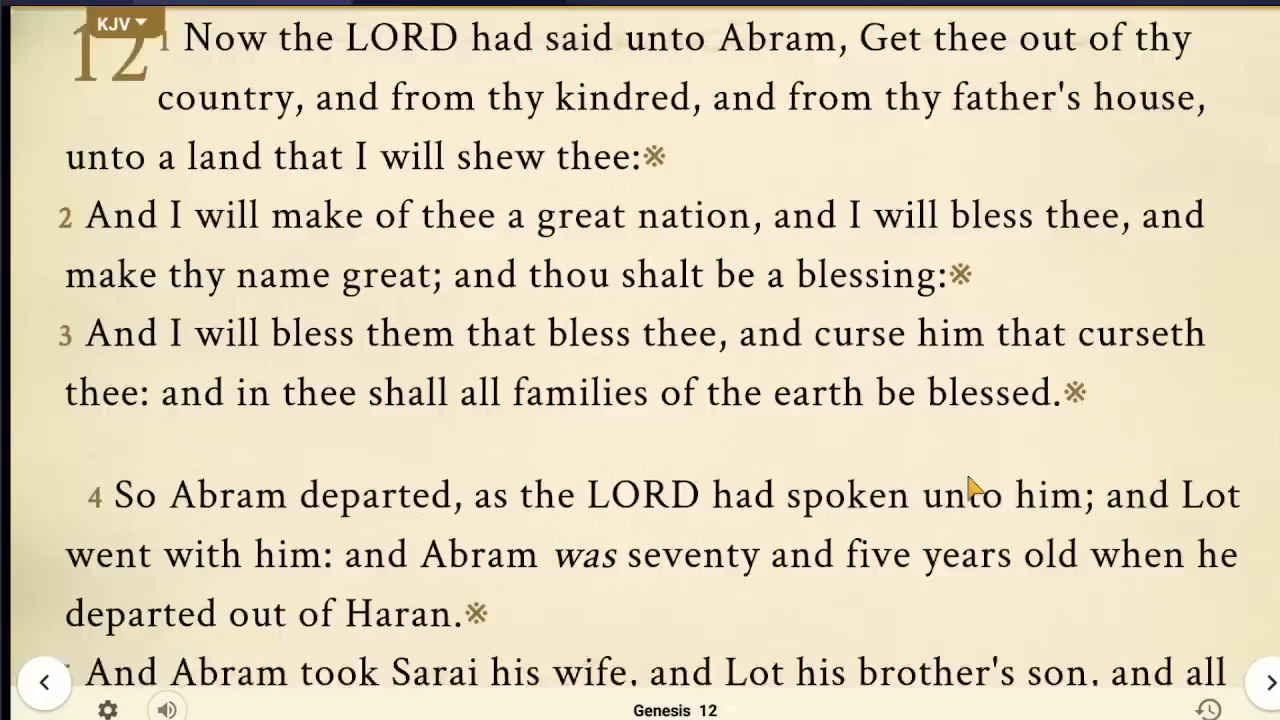 KJV
12 1 Now the LORD had said unto Abram, Get thee out of thy
country, and from thy kindred, and from thy father's house,
unto a land that I will shew thee:※
2 And I will make of thee a great nation, and I will bless thee, and
make thy name great; and thou shalt be a blessing:※
3 And I will bless them that bless thee, and curse him that curseth
thee: and in thee shall all families of the earth be blessed.※
4 So Abram departed, as the LORD had spoken unto him; and Lot
went with him: and Abram was seventy and five years old when he
departed out of Haran.※
And Abram took Sarai his wife, and Lot his brother's son, and all
Genesis 12